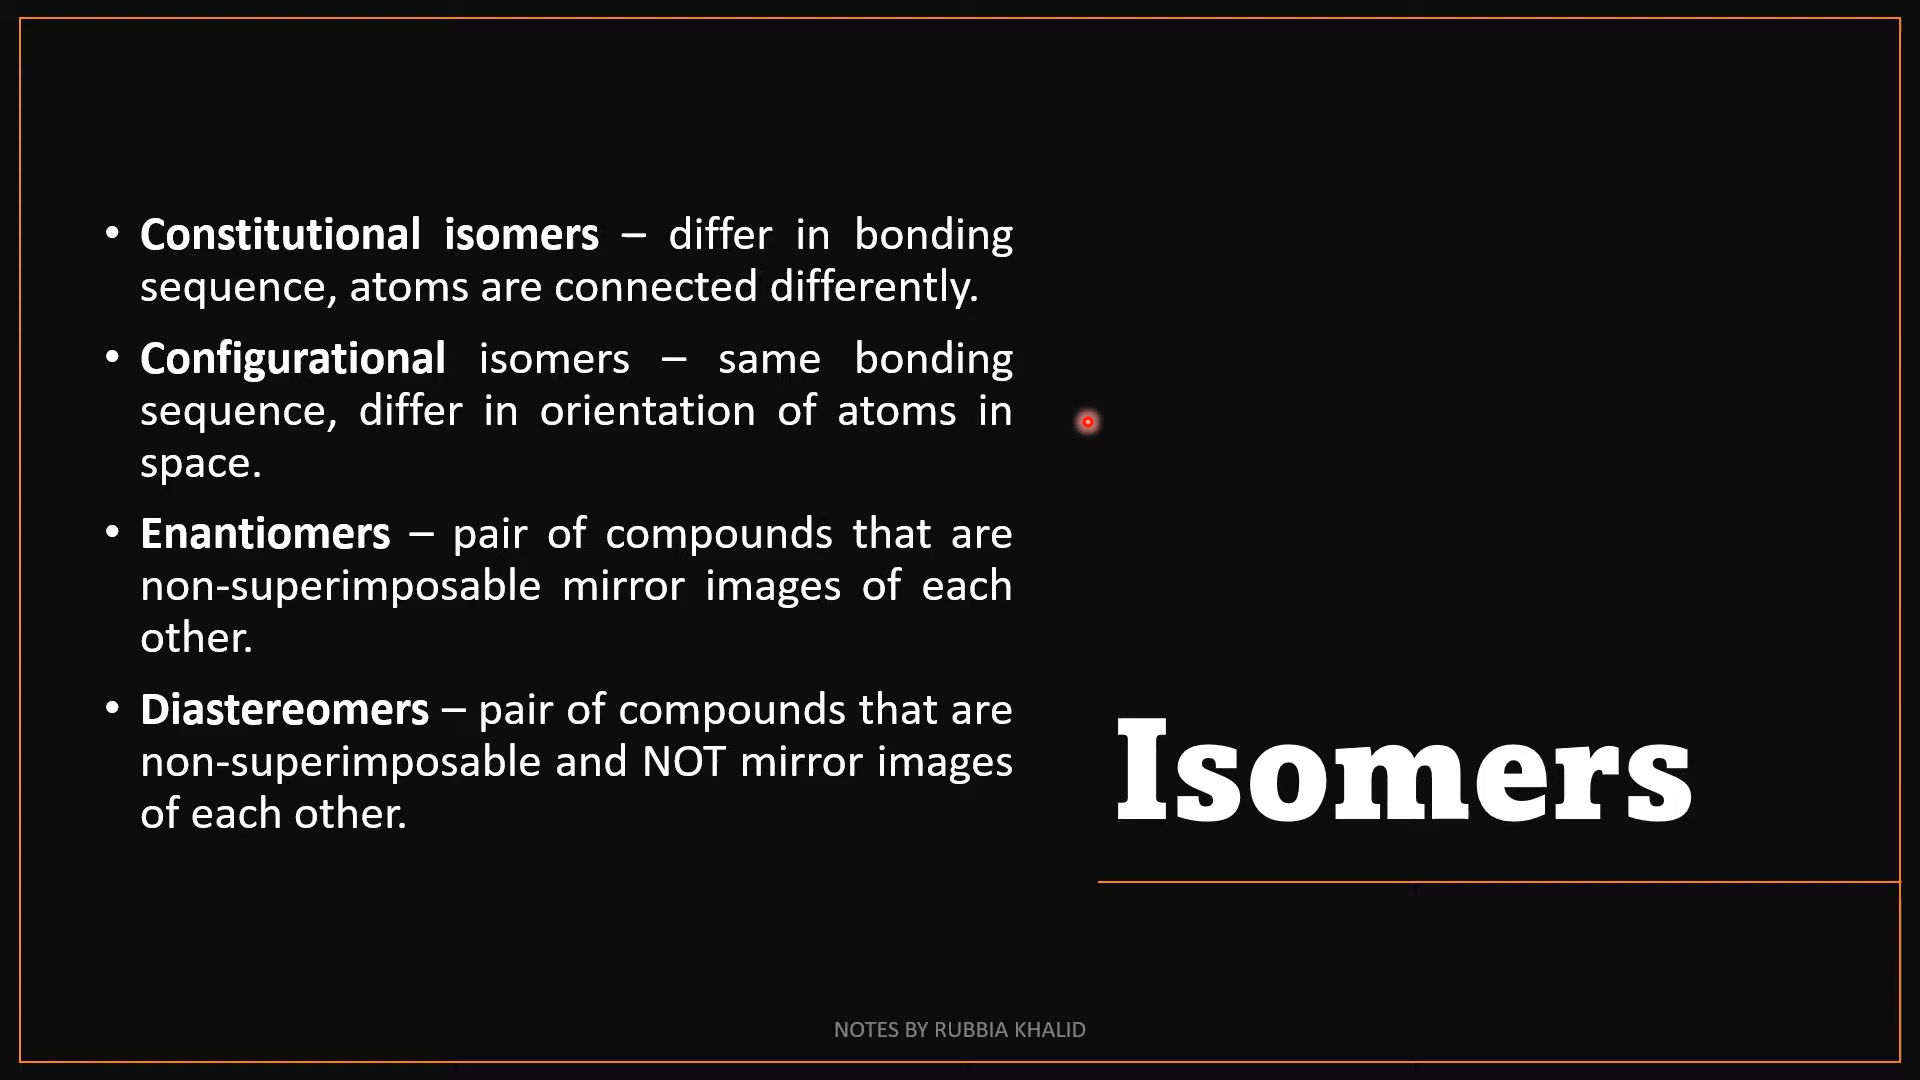 • Constitutional isomers – differ in bonding
sequence, atoms are connected differently.
• Configurational isomers – same bonding
sequence, differ in orientation of atoms in
space.
• Enantiomers – pair of compounds that are
non-superimposable mirror images of each
other.
• Diastereomers – pair of compounds that are
non-superimposable and NOT mirror images
of each other.
Isomers
NOTES BY RUBBIA KHALID